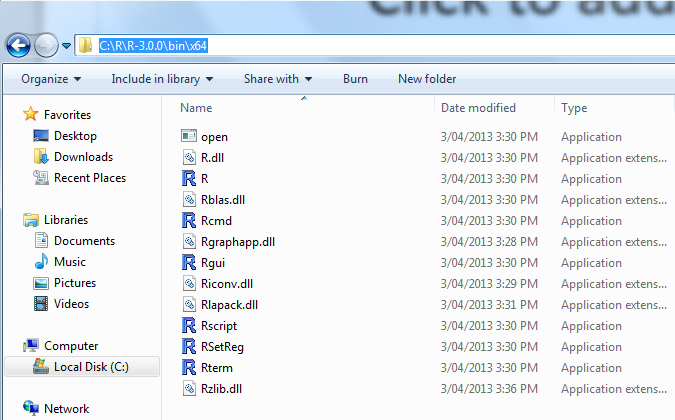 Click to add
C:\R\R-3.0.0\bin\x64
Organize Include in library Share with Burn New folder
Favorites
Desktop
Downloads
Recent Places
Libraries
Documents
Music
Pictures
Videos
Computer
Local Disk (C:)
Network
Name Date modified Type
open 3/04/2013 3:30 PM Application
R.dll 3/04/2013 3:30 PM Application extens...
R 3/04/2013 3:30 PM Application
Rblas.dll 3/04/2013 3:30 PM Application extens...
Rcmd 3/04/2013 3:30 PM Application
Rgraphapp.dll 3/04/2013 3:28 PM Application extens...
Rgui 3/04/2013 3:30 PM Application
Riconv.dll 3/04/2013 3:29 PM Application extens...
Rlapack.dll 3/04/2013 3:31 PM Application extens...
Rscript 3/04/2013 3:30 PM Application
RSetReg 3/04/2013 3:30 PM Application
Rterm 3/04/2013 3:30 PM Application
Rzlib.dll 3/04/2013 3:36 PM Application extens...